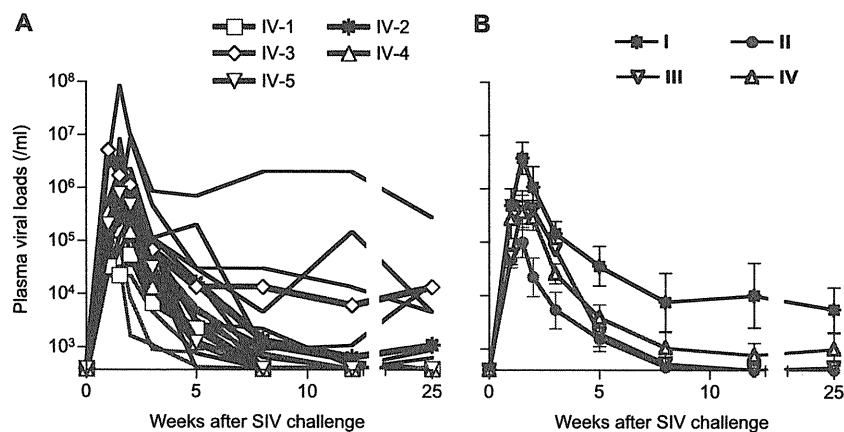 A
IV-1 IV-2
IV-3 IV-4
IV-5
Plasma viral loads (/ml)
10⁸
10⁷
10⁶
10⁵
10⁴
10³
0 5 10 25
Weeks after SIV challenge
B
I II
III IV
0 5 10 25
Weeks after SIV challenge